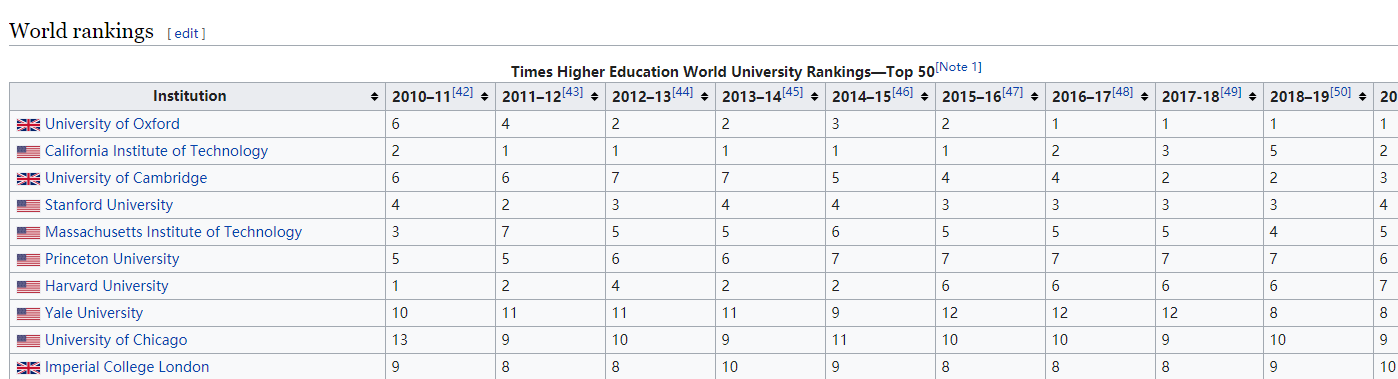 World rankings [ edit ]
Times Higher Education World University Rankings—Top 50[Note 1]
Institution 2010–11[42] 2011–12[43] 2012–13[44] 2013–14[45] 2014–15[46] 2015–16[47] 2016–17[48] 2017-18[49] 2018–19[50] 20
University of Oxford 6 4 2 2 3 2 1 1 1 1
California Institute of Technology 2 1 1 1 1 1 2 3 5 2
University of Cambridge 6 6 7 7 5 4 4 2 2 3
Stanford University 4 2 3 4 4 3 3 3 3 4
Massachusetts Institute of Technology 3 7 5 5 6 5 5 5 4 5
Princeton University 5 5 6 6 7 7 7 7 7 6
Harvard University 1 2 4 2 2 6 6 6 6 7
Yale University 10 11 11 11 9 12 12 12 8 8
University of Chicago 13 9 10 9 11 10 10 9 10 9
Imperial College London 9 8 8 10 9 8 8 8 9 10